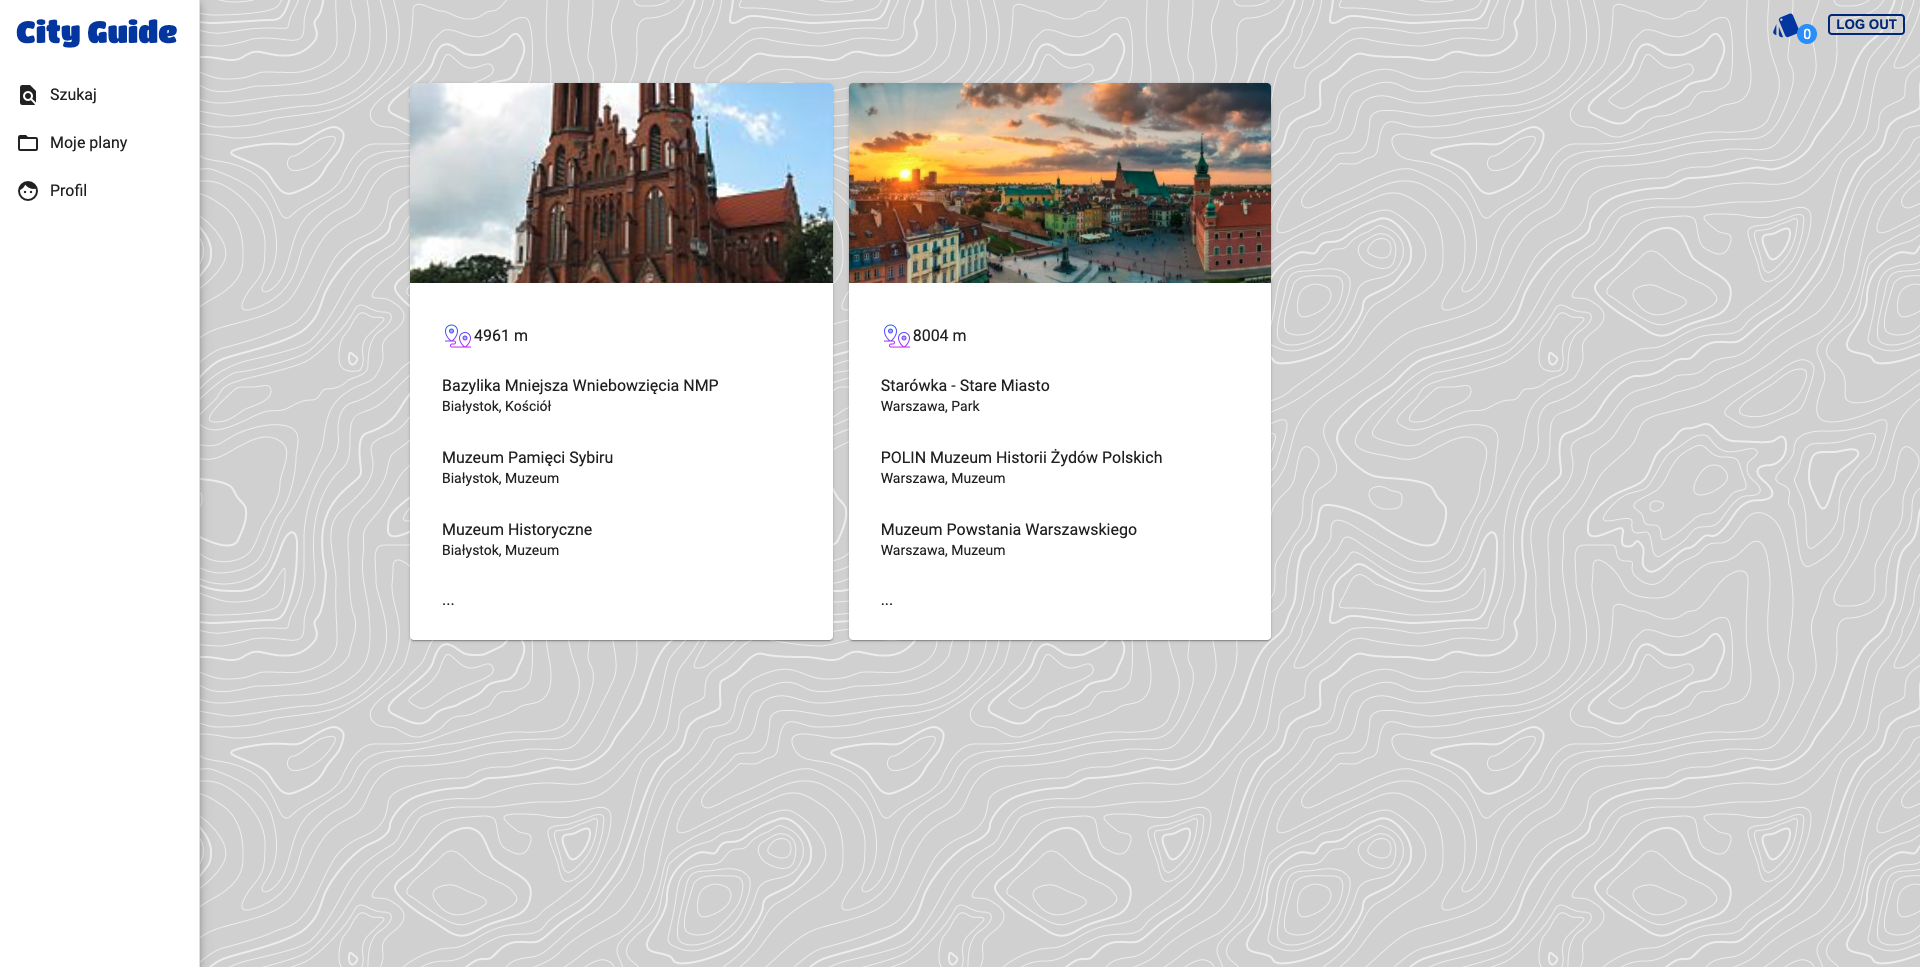 City Guide
Szukaj
Moje plany
Profil
0
LOG OUT
4961 m
Bazylika Mniejsza Wniebowzięcia NMP
Białystok, Kościół
Muzeum Pamięci Sybiru
Białystok, Muzeum
Muzeum Historyczne
Białystok, Muzeum
...
8004 m
Starówka - Stare Miasto
Warszawa, Park
POLIN Muzeum Historii Żydów Polskich
Warszawa, Muzeum
Muzeum Powstania Warszawskiego
Warszawa, Muzeum
...